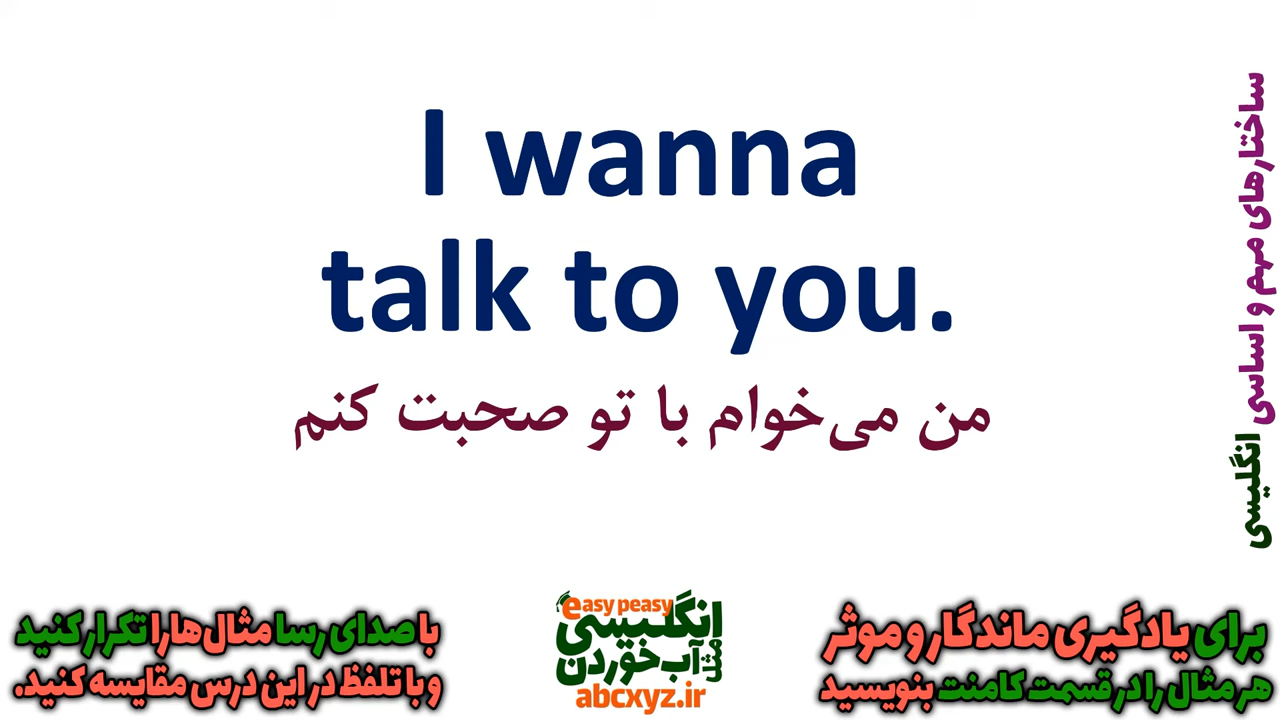 I wanna
talk to you.
من می‌خوام با تو صحبت کنم
ساختارهای مهم و اساسی انگلیسی
برای یادگیری ماندگار و موثر
هر مثال را در قسمت کامنت بنویسید
easy peasy
انگلیسی
مثل آب خوردن
abcxyz.ir
با صدای رسا مثال‌ها را تکرار کنید
و با تلفظ در این درس مقایسه کنید.